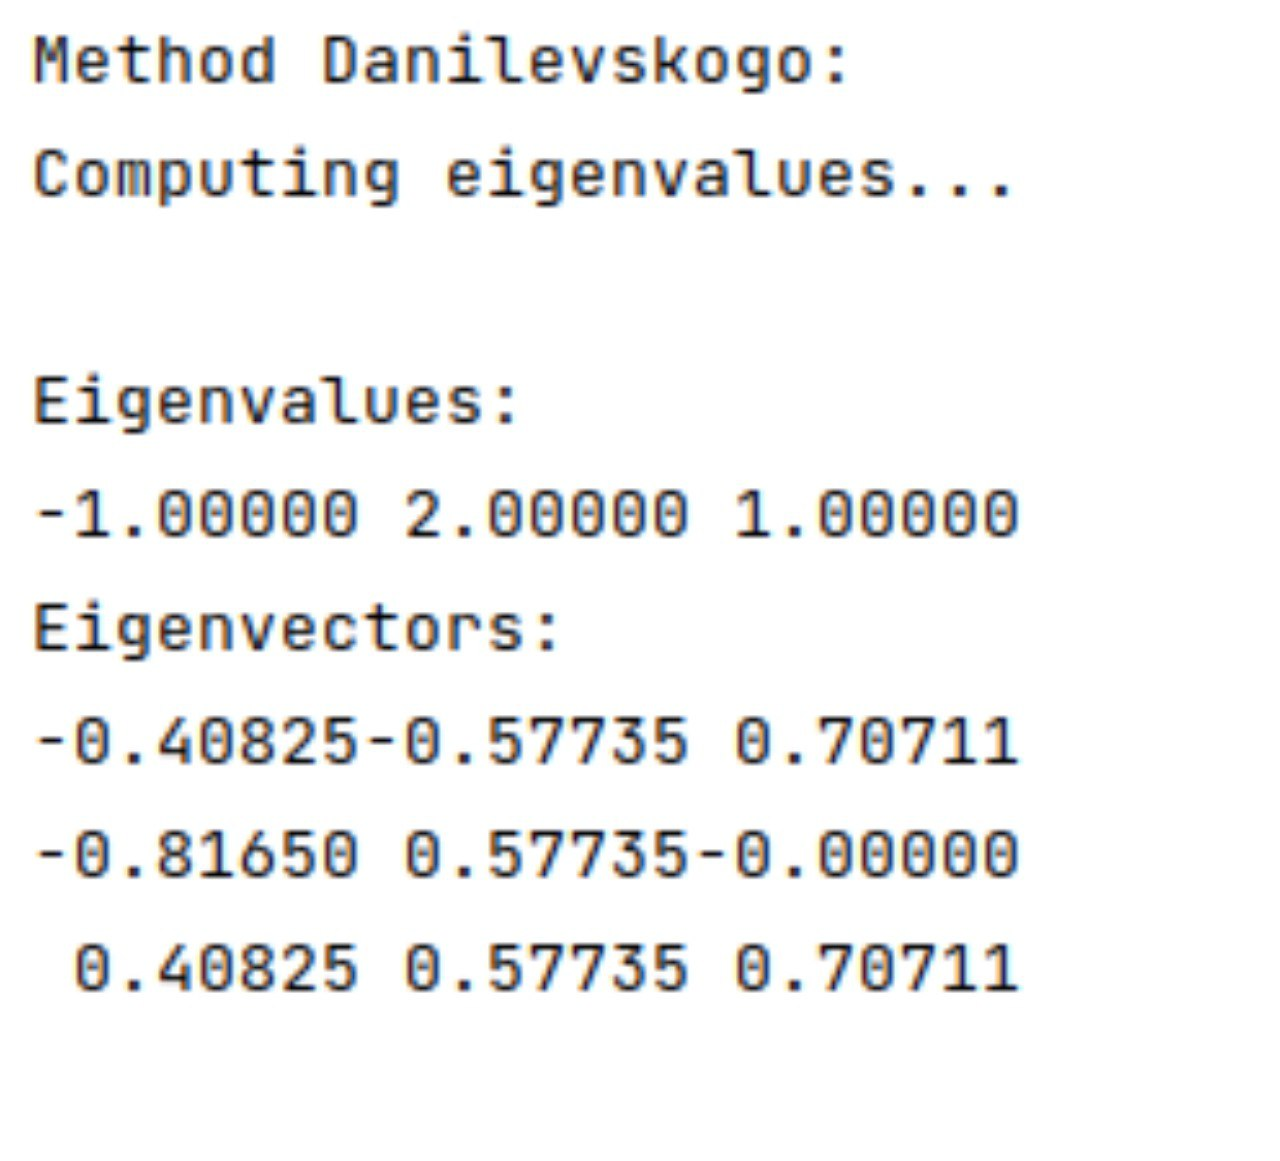 Method Danilevskogo:
Computing eigenvalues...
Eigenvalues:
-1.00000 2.00000 1.00000
Eigenvectors:
-0.40825-0.57735 0.70711
-0.81650 0.57735-0.00000
0.40825 0.57735 0.70711